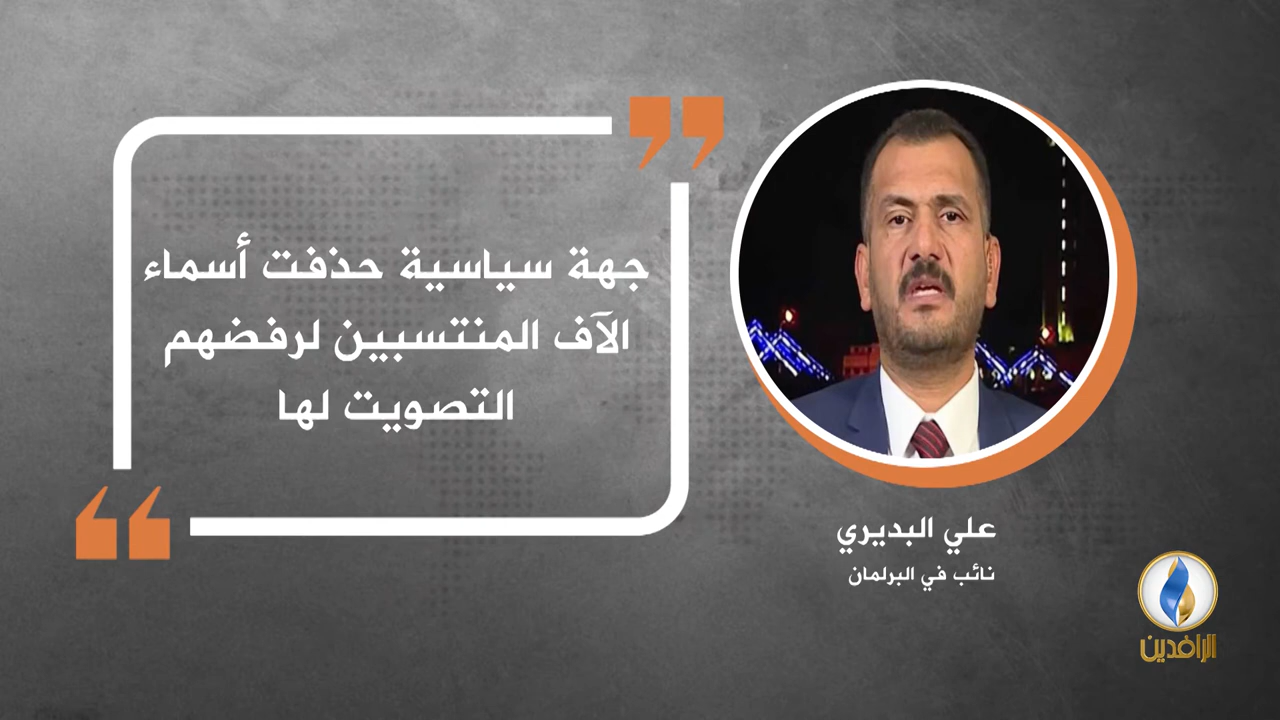 جهة سياسية حذفت أسماء
الآف المنتسبين لرفضهم
التصويت لها
علي البديري
نائب في البرلمان
الرافدين